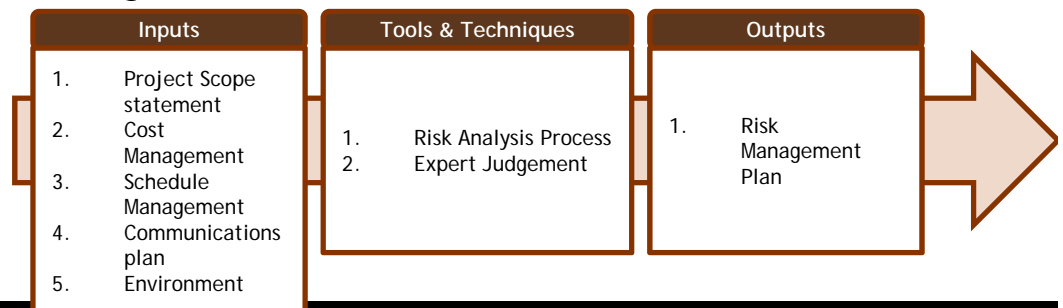 Inputs
1. Project Scope
statement
2. Cost
Management
3. Schedule
Management
4. Communications
plan
5. Environment
Tools & Techniques
1. Risk Analysis Process
2. Expert Judgement
Outputs
1. Risk
Management
Plan